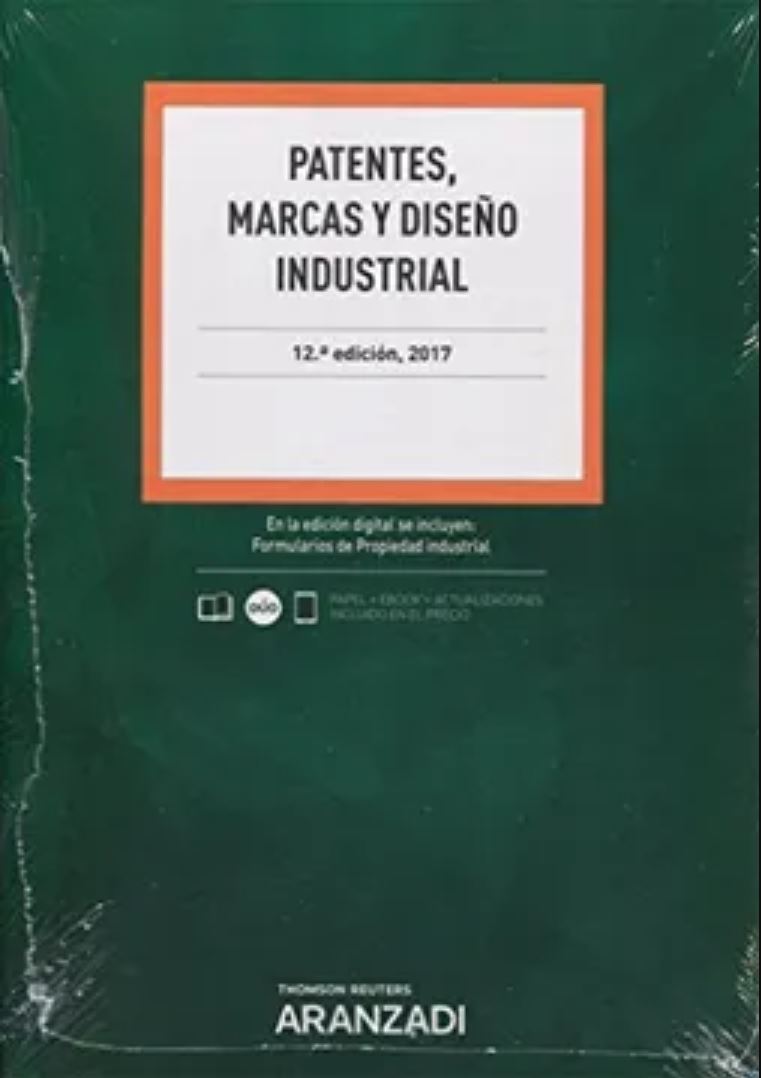 PATENTES,
MARCAS Y DISEÑO
INDUSTRIAL
12.ª edición, 2017
En la edición digital se incluyen:
Formularios de Propiedad industrial
DÚO
PAPEL + EBOOK + ACTUALIZACIONES
INCLUIDO EN EL PRECIO
THOMSON REUTERS
ARANZADI